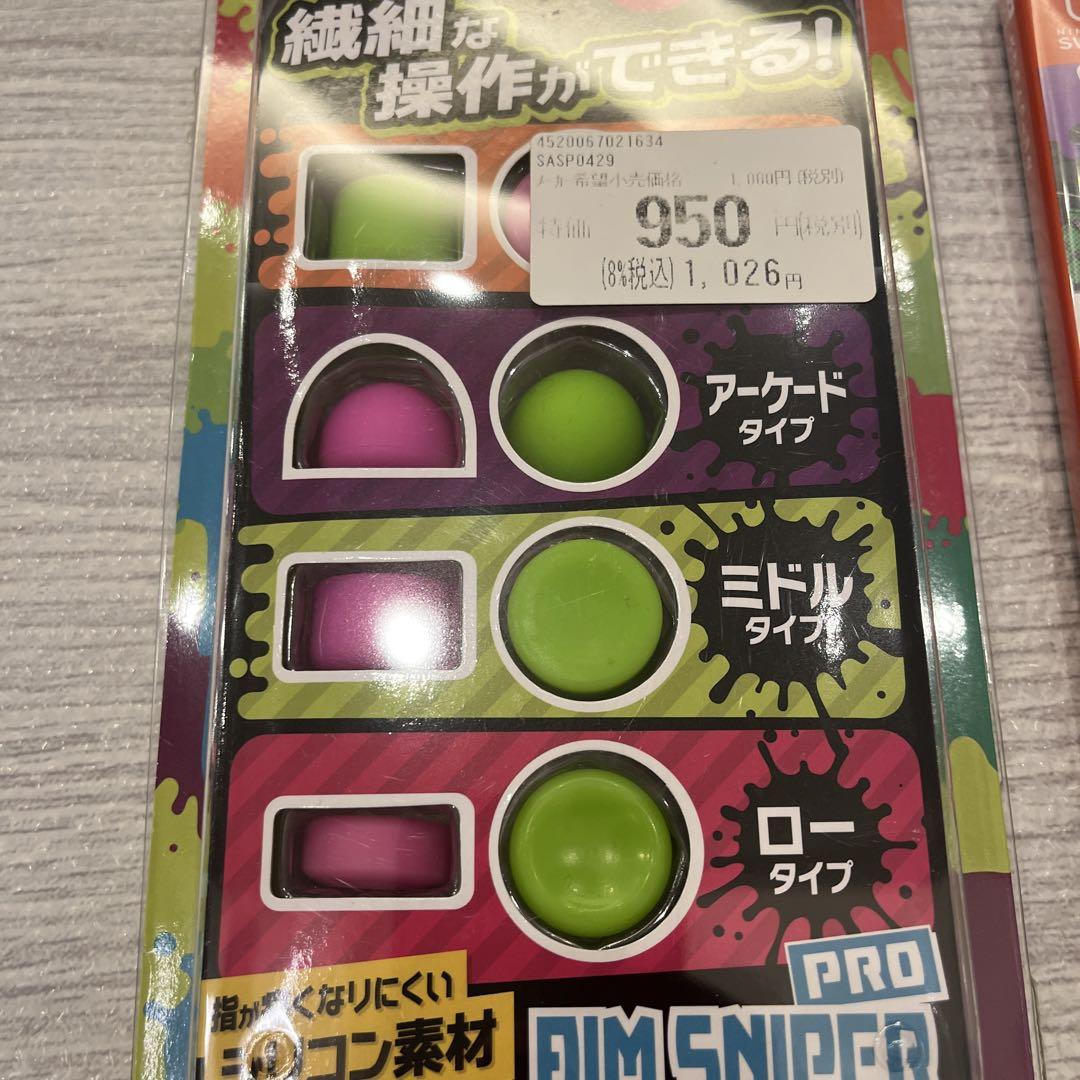 繊細な
操作ができる!
4520067021634
SASP0429
メーカー希望小売価格 1,000円(税別)
特価 950 円(税別)
(8%税込) 1,026円
アーケード
タイプ
ミドル
タイプ
ロー
タイプ
PRO
AIM SNIPER
くなりにくい
コン素材